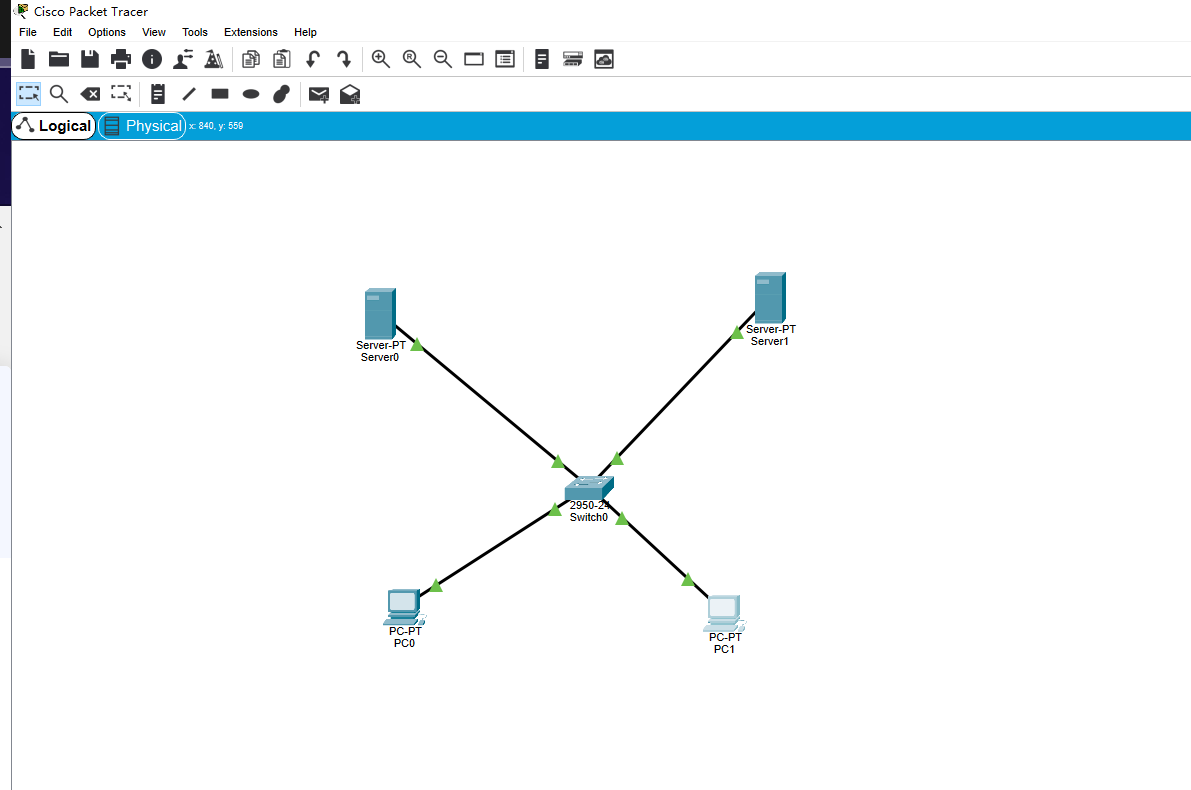 Cisco Packet Tracer
File Edit Options View Tools Extensions Help
Logical Physical x: 840, y: 559
Server-PT
Server0
Server-PT
Server1
2950-24
Switch0
PC-PT
PC0
PC-PT
PC1